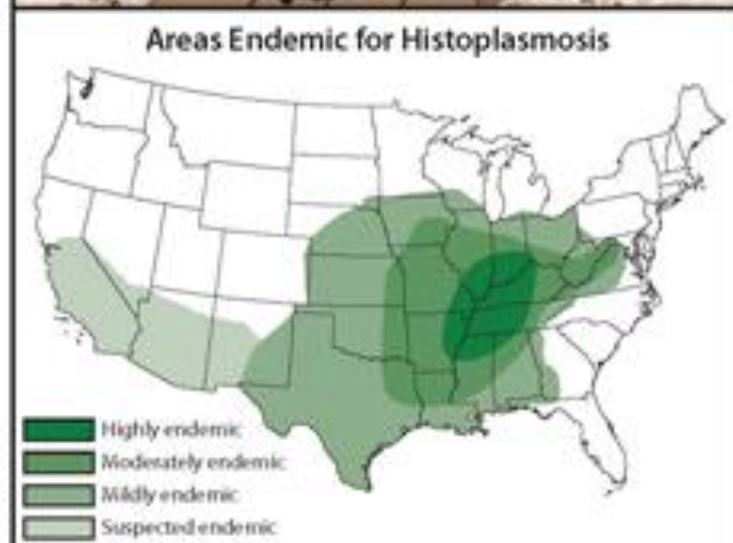 Areas Endemic for Histoplasmosis
Highly endemic
Moderately endemic
Mildly endemic
Suspected endemic